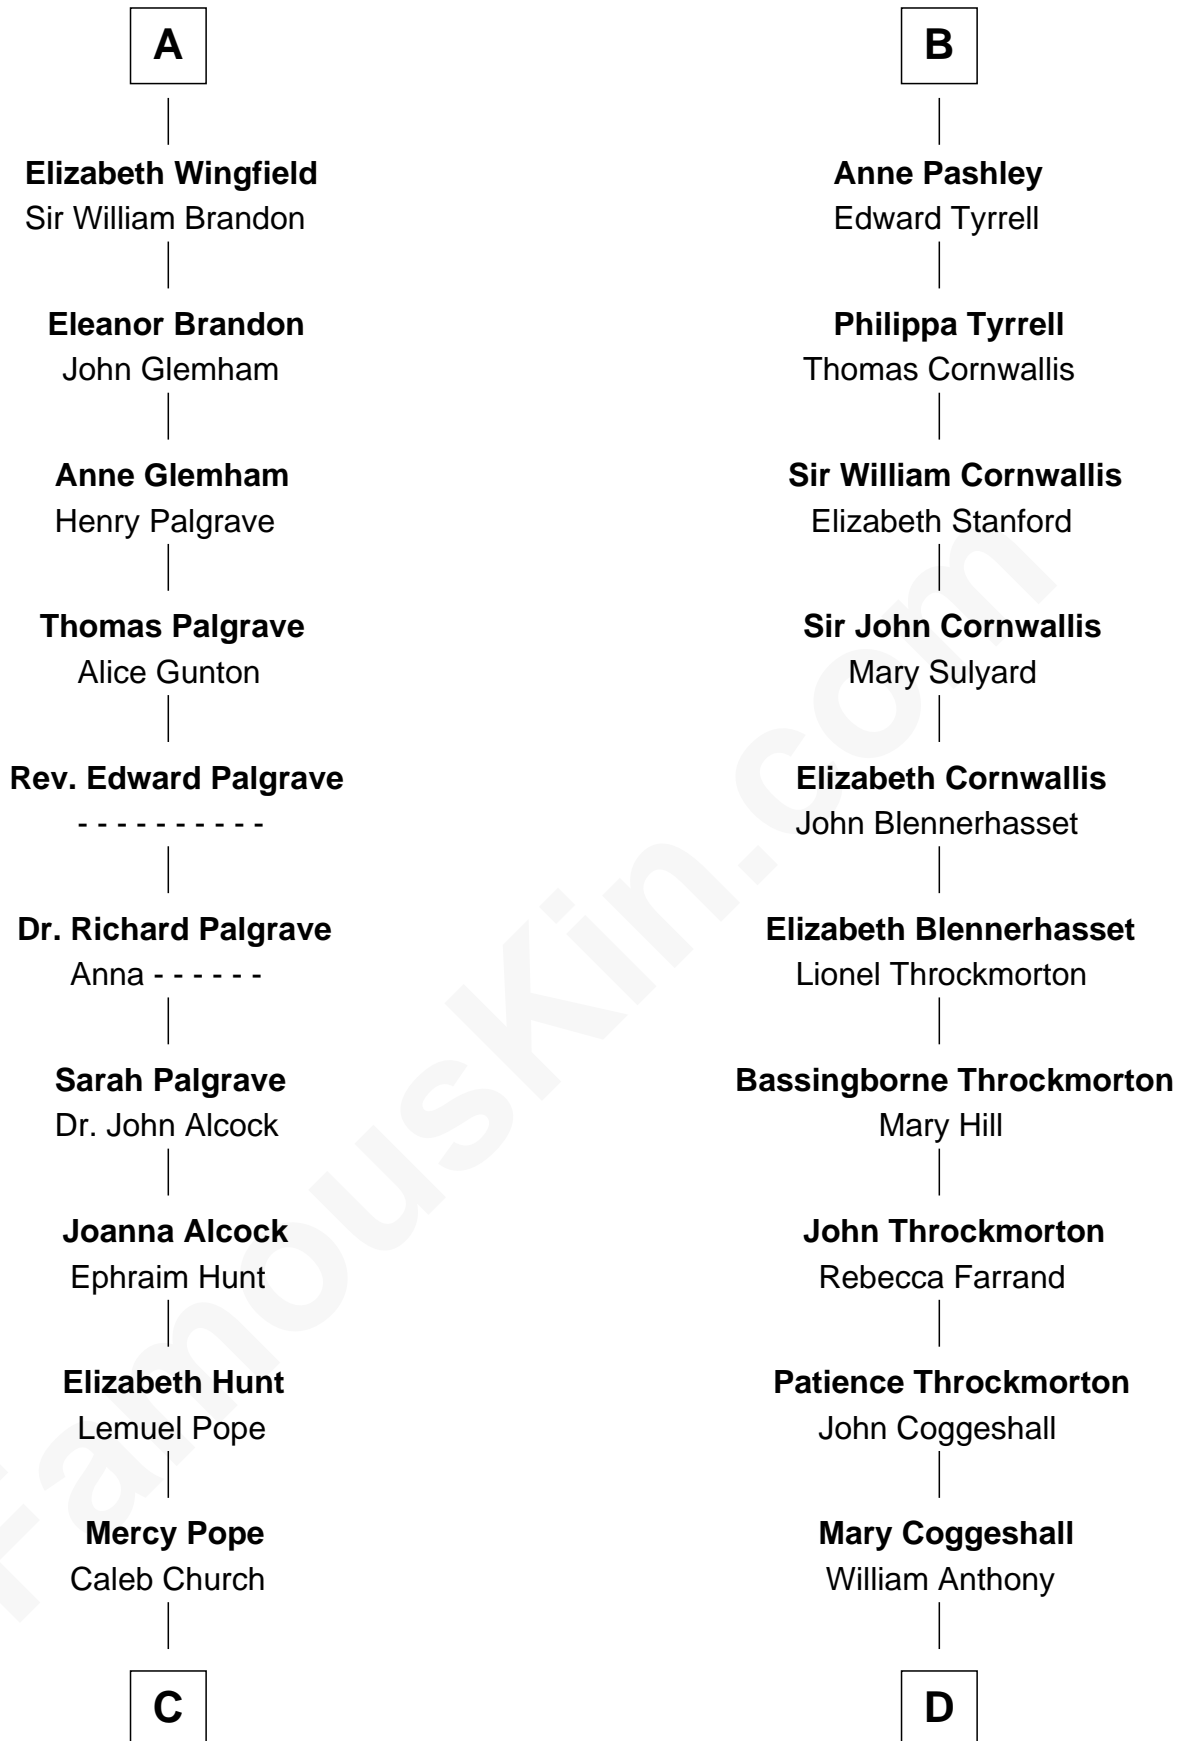 A
Elizabeth Wingfield
Sir William Brandon
Eleanor Brandon
John Glemham
Anne Glemham
Henry Palgrave
Thomas Palgrave
Alice Gunton
Rev. Edward Palgrave
- - - - - - - - - -
Dr. Richard Palgrave
Anna - - - - - -
Sarah Palgrave
Dr. John Alcock
Joanna Alcock
Ephraim Hunt
Elizabeth Hunt
Lemuel Pope
Mercy Pope
Caleb Church
C
B
Anne Pashley
Edward Tyrrell
Philippa Tyrrell
Thomas Cornwallis
Sir William Cornwallis
Elizabeth Stanford
Sir John Cornwallis
Mary Sulyard
Elizabeth Cornwallis
John Blennerhasset
Elizabeth Blennerhasset
Lionel Throckmorton
Bassingborne Throckmorton
Mary Hill
John Throckmorton
Rebecca Farrand
Patience Throckmorton
John Coggeshall
Mary Coggeshall
William Anthony
D
FamousKin.com